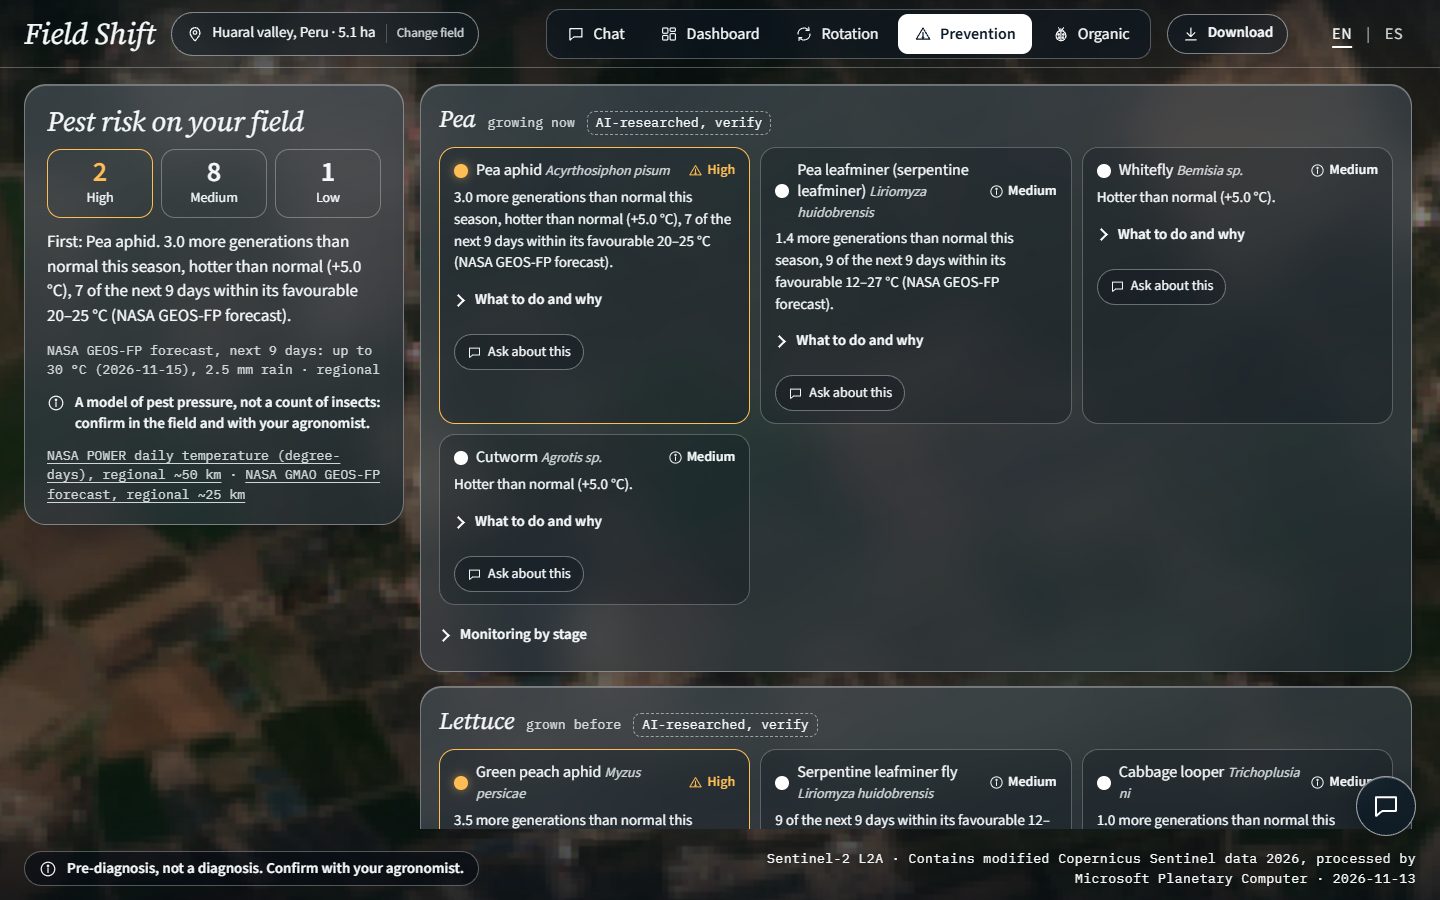 Field Shift
Huaral valley, Peru · 5.1 ha
Change field
Chat
Dashboard
Rotation
Prevention
Organic
Download
EN | ES
Pest risk on your field
2
High
8
Medium
1
Low
First: Pea aphid. 3.0 more generations than
normal this season, hotter than normal (+5.0
°C), 7 of the next 9 days within its favourable
20–25 °C (NASA GEOS-FP forecast).
NASA GEOS-FP forecast, next 9 days: up to
30 °C (2026-11-15), 2.5 mm rain · regional
A model of pest pressure, not a count of insects:
confirm in the field and with your agronomist.
NASA POWER daily temperature (degree-
days), regional ~50 km · NASA GMAO GEOS-FP
forecast, regional ~25 km
Pea growing now AI-researched, verify
Pea aphid Acyrthosiphon pisum
High
3.0 more generations than normal this
season, hotter than normal (+5.0 °C), 7 of the
next 9 days within its favourable 20–25 °C
(NASA GEOS-FP forecast).
What to do and why
Ask about this
Pea leafminer (serpentine
leafminer) Liriomyza
huidobrensis
Medium
1.4 more generations than normal this
season, 9 of the next 9 days within its
favourable 12–27 °C (NASA GEOS-FP
forecast).
What to do and why
Ask about this
Whitefly Bemisia sp.
Medium
Hotter than normal (+5.0 °C).
What to do and why
Ask about this
Cutworm Agrotis sp.
Medium
Hotter than normal (+5.0 °C).
What to do and why
Ask about this
Monitoring by stage
Lettuce grown before AI-researched, verify
Green peach aphid Myzus
persicae
High
3.5 more generations than normal this
Serpentine leafminer fly
Liriomyza huidobrensis
Medium
9 of the next 9 days within its favourable 12–
Cabbage looper Trichoplusia
ni
1.0 more generations than normal this
Pre-diagnosis, not a diagnosis. Confirm with your agronomist.
Sentinel-2 L2A · Contains modified Copernicus Sentinel data 2026, processed by
Microsoft Planetary Computer · 2026-11-13